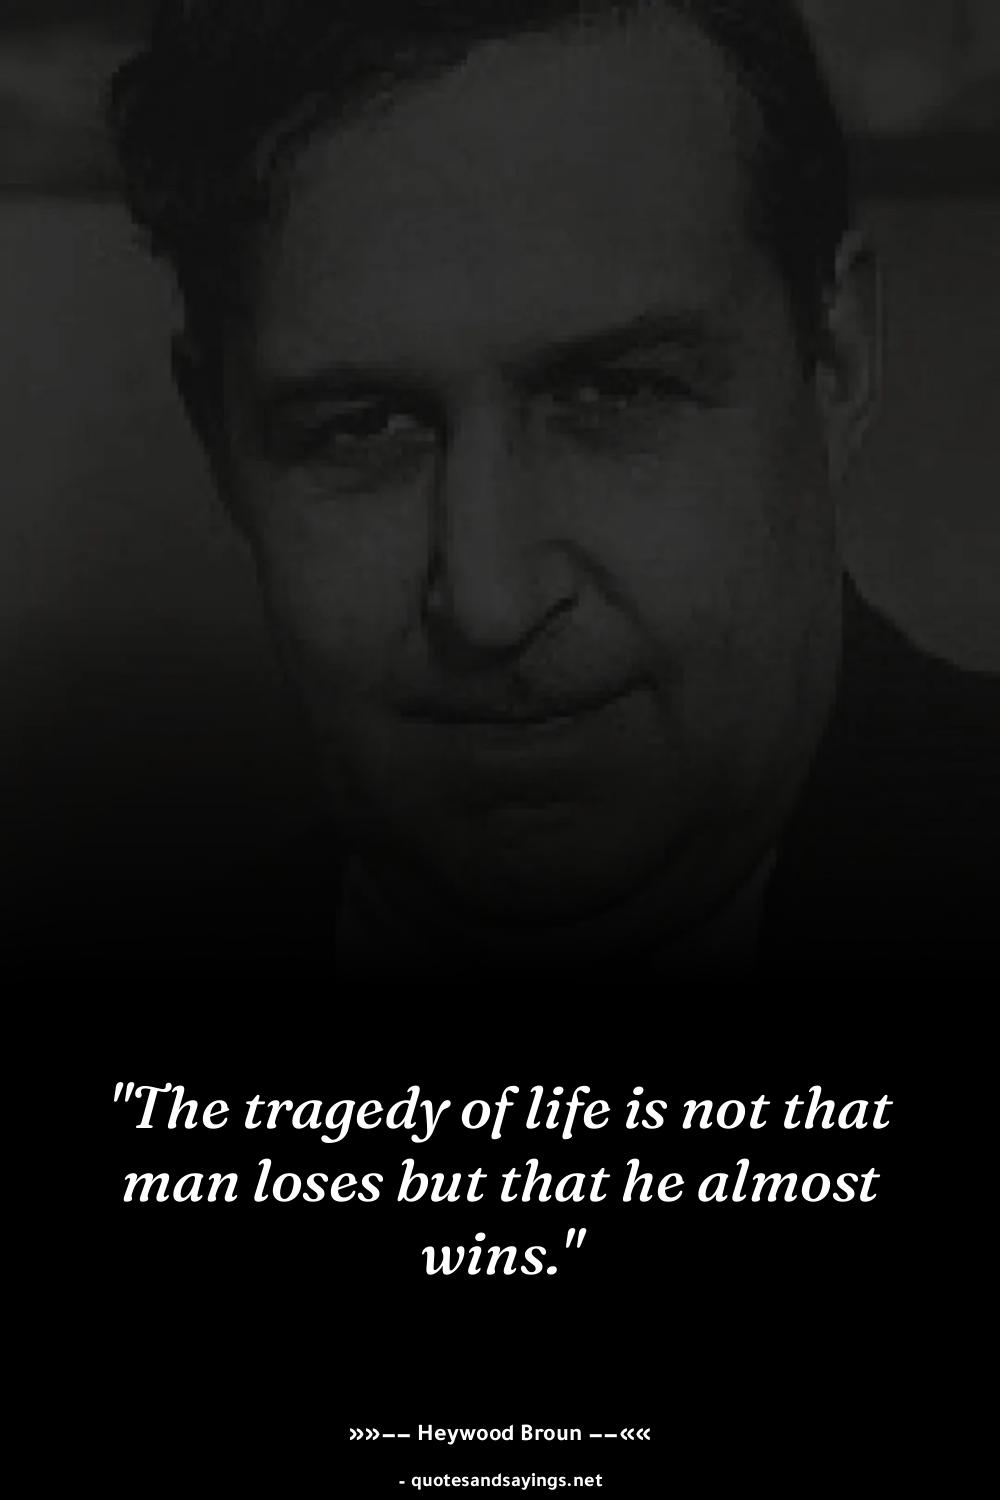 "The tragedy of life is not that
man loses but that he almost
wins."
»»–– Heywood Broun ––««
- quotesandsayings.net